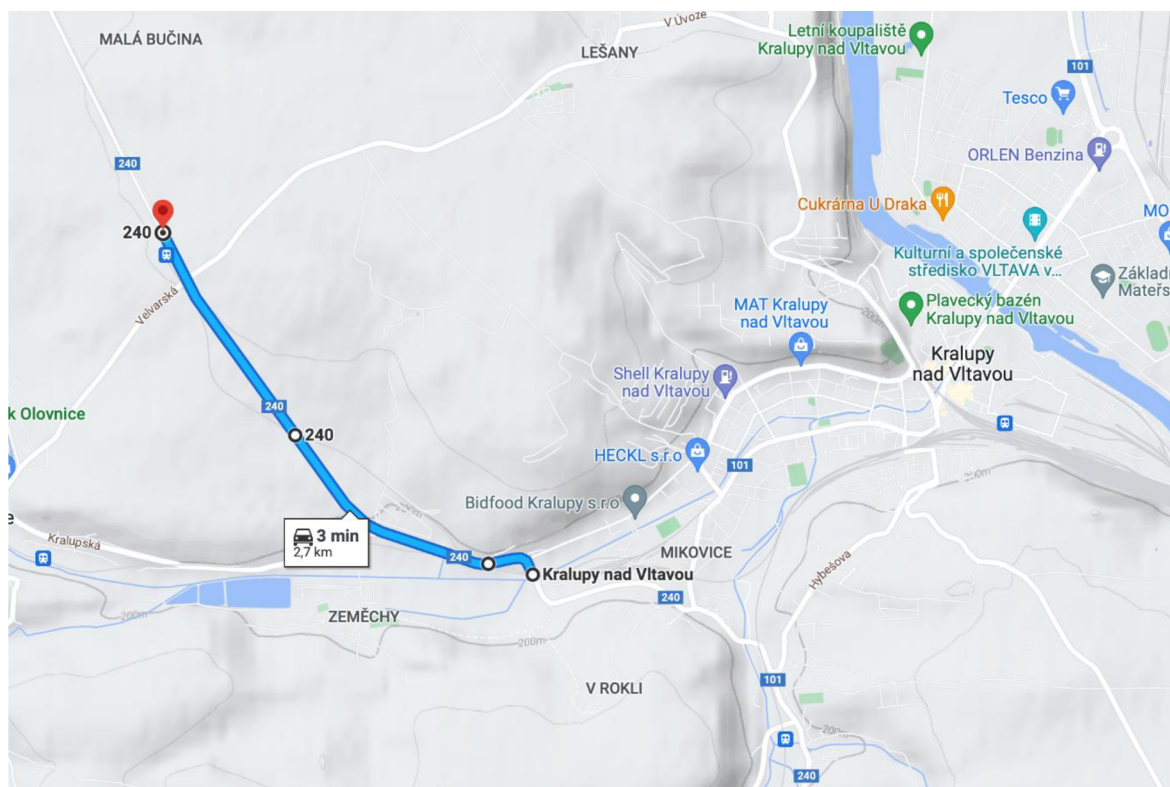 MALÁ BUČINA
V Úvoze
LEŠANY
Letní koupaliště
Kralupy nad Vltavou
101
Tesco
ORLEN Benzina
240
Cukrárna U Draka
MO
240
Kulturní a společenské
středisko VLTAVA v...
Základ
Mateřs
Velvarská
MAT Kralupy
nad Vltavou
200m
Plavecký bazén
Kralupy nad Vltavou
Kralupy
nad Vltavou
Shell Kralupy
nad Vltavou
240
k Olovnice
240
HECKL s.r.o
101
200m
Bidfood Kralupy s.r.o
e
3 min
2,7 km
Kralupská
240
MIKOVICE
Kralupy nad Vltavou
Hybešova
240
200m
ZEMĚCHY
200m
V ROKLI
101
200m
240